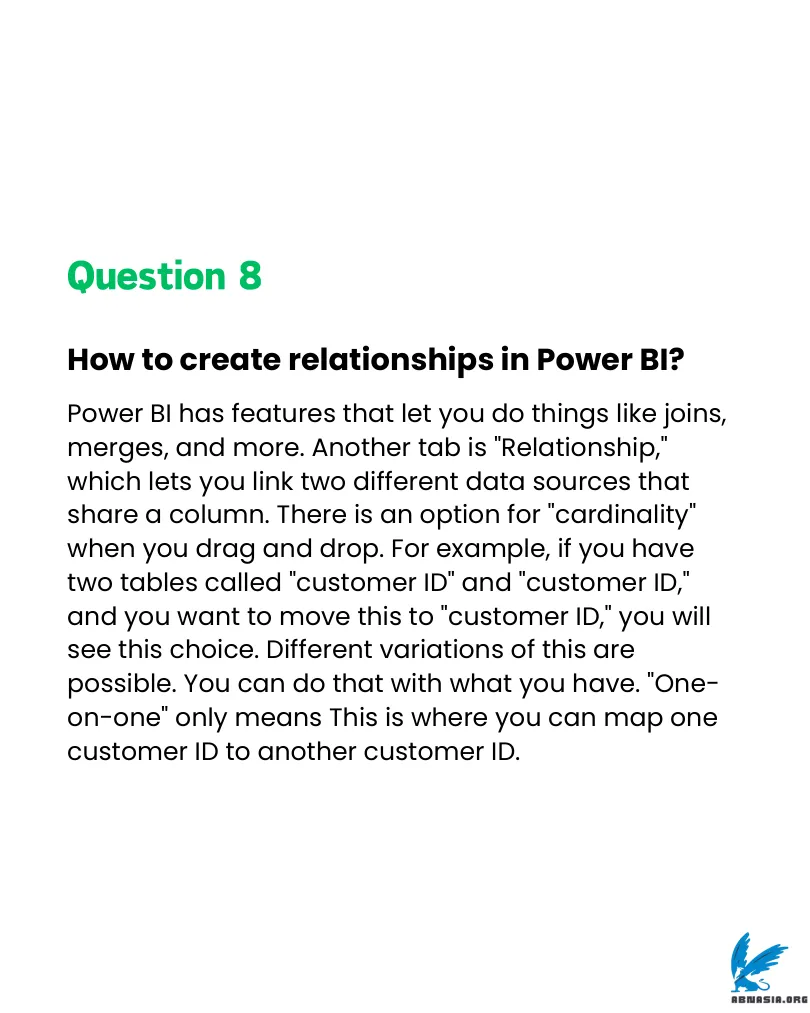 Question 8
How to create relationships in Power BI?
Power BI has features that let you do things like joins,
merges, and more. Another tab is "Relationship,"
which lets you link two different data sources that
share a column. There is an option for "cardinality"
when you drag and drop. For example, if you have
two tables called "customer ID" and "customer ID,"
and you want to move this to "customer ID," you will
see this choice. Different variations of this are
possible. You can do that with what you have. "One-
on-one" only means This is where you can map one
customer ID to another customer ID.
ABNASIA.ORG